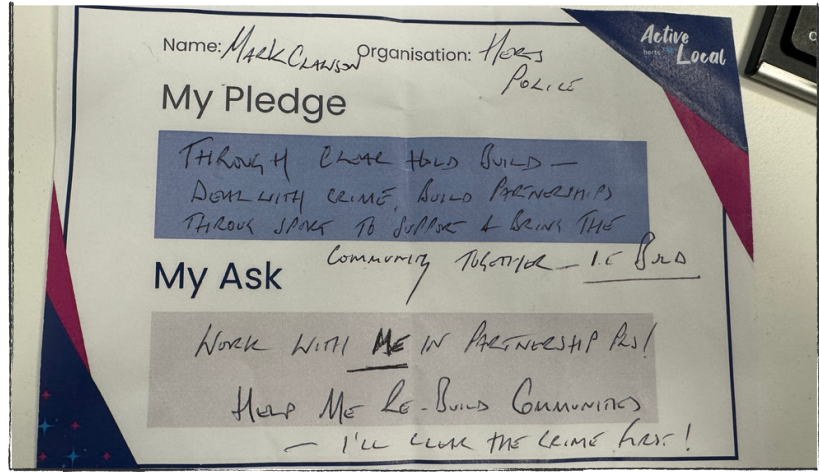 Active
herts
Local
Name: MARK CLAWSON Organisation: HERTS
POLICE
My Pledge
THROUGH CLEAR HOLD BUILD —
DEAL WITH CRIME, BUILD PARTNERSHIPS
THROUG SPORT TO SUPPORT & BRING THE
COMMUNITY TOGETHER — I.E BUILD
My Ask
WORK WITH ME IN PARTNERSHIP PLS!
HELP ME RE-BUILD COMMUNITIES
— I'LL CLEAR THE CRIME FIRST!